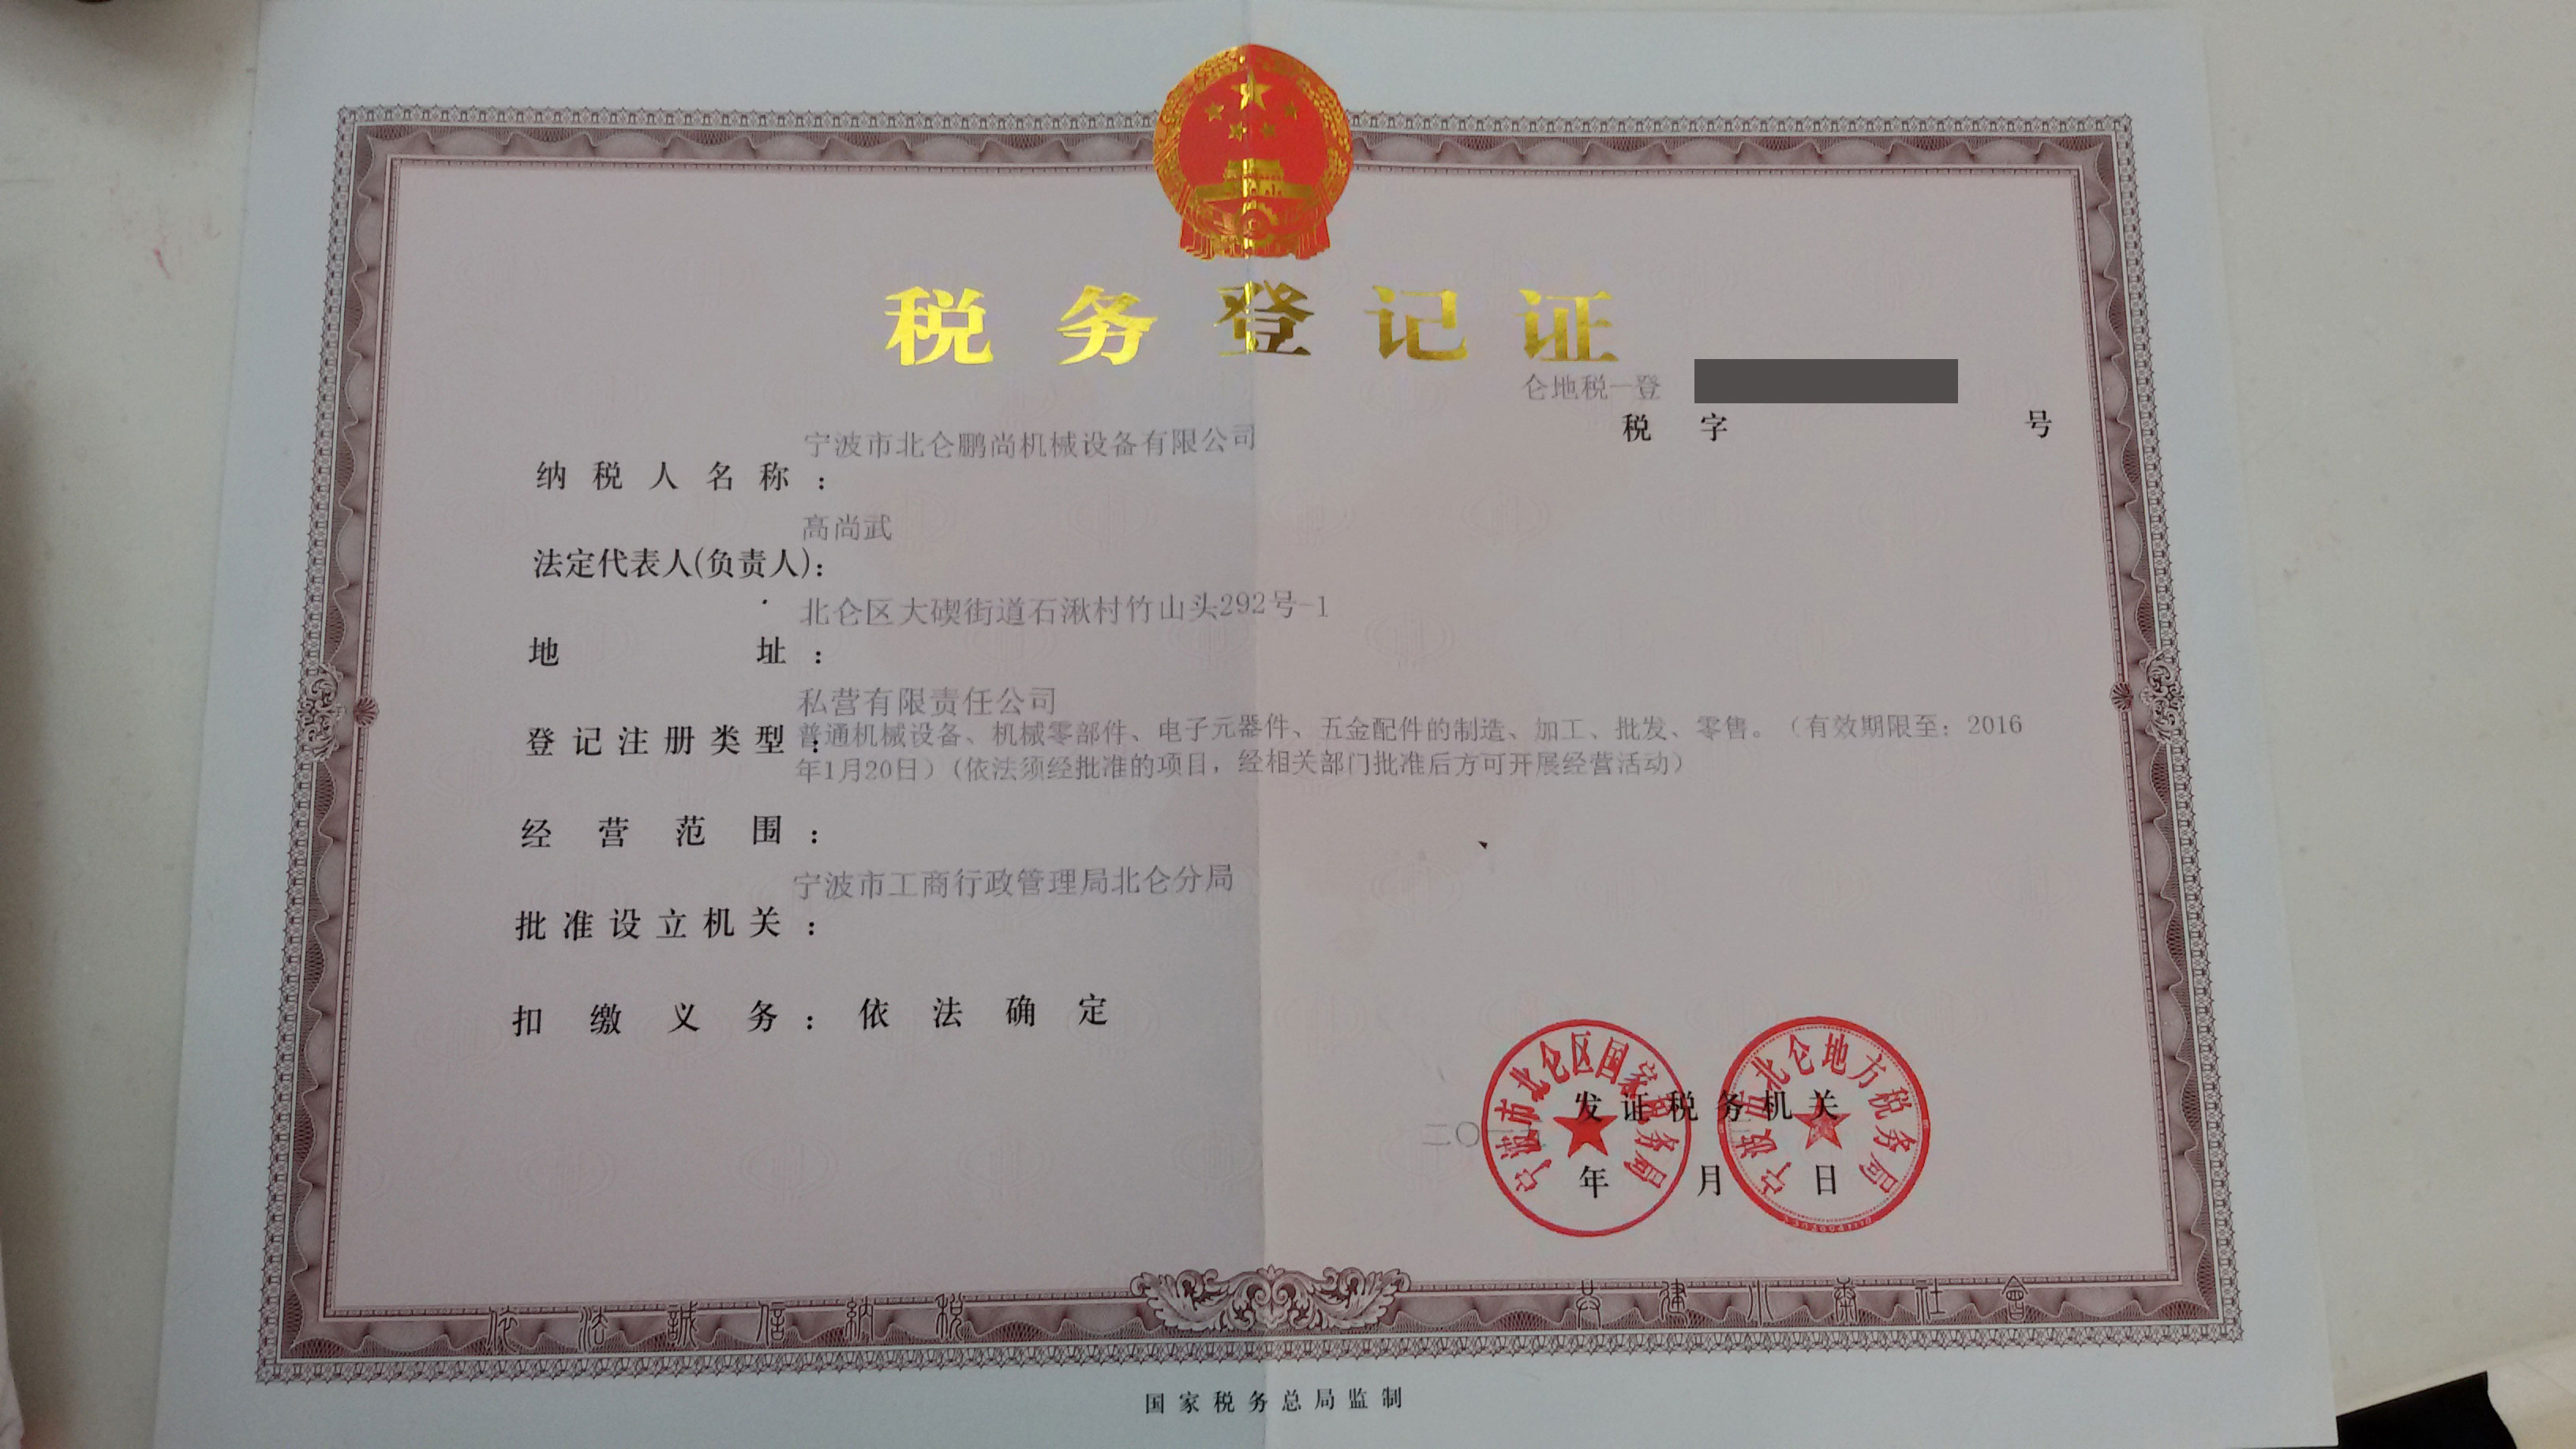 税务登记证
仑地税一登
税 字 号
宁波市北仑鹏尚机械设备有限公司
纳税人名称：
高尚武
法定代表人(负责人)：
北仑区大碶街道石湫村竹山头292号-1
地 址：
私营有限责任公司
登记注册类型：
普通机械设备、机械零部件、电子元器件、五金配件的制造、加工、批发、零售。（有效期限至：2016
年1月20日）（依法须经批准的项目，经相关部门批准后方可开展经营活动）
经营范围：
宁波市工商行政管理局北仑分局
批准设立机关：
扣缴义务：依法确定
宁波市北仑区国家税务局
宁波市北仑地方税务局
发证税务机关
二〇一
年 月 日
依法誠信納税
共建小康社會
国家税务总局监制